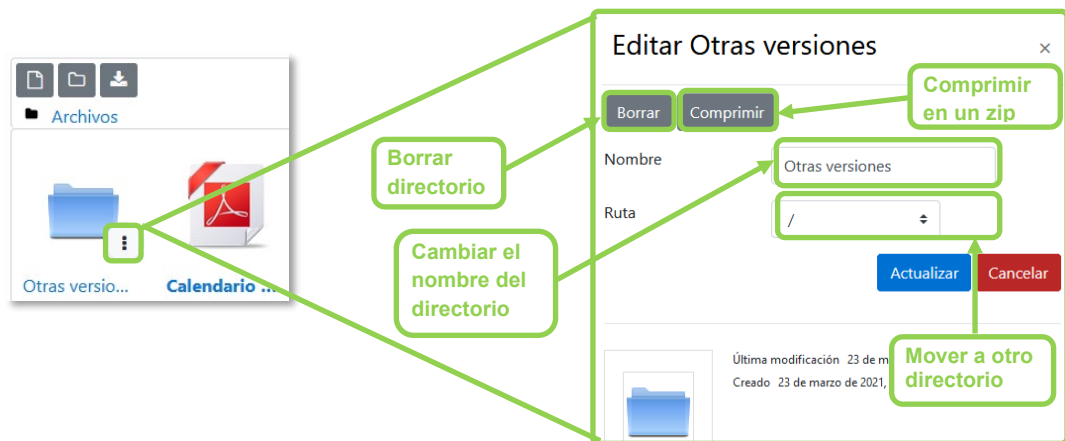 Archivos
Otras versio...
Calendario ...
Borrar
directorio
Cambiar el
nombre del
directorio
Editar Otras versiones
×
Borrar
Comprimir
Comprimir
en un zip
Nombre
Otras versiones
Ruta
/
Actualizar
Cancelar
Última modificación 23 de m
Creado 23 de marzo de 2021,
Mover a otro
directorio